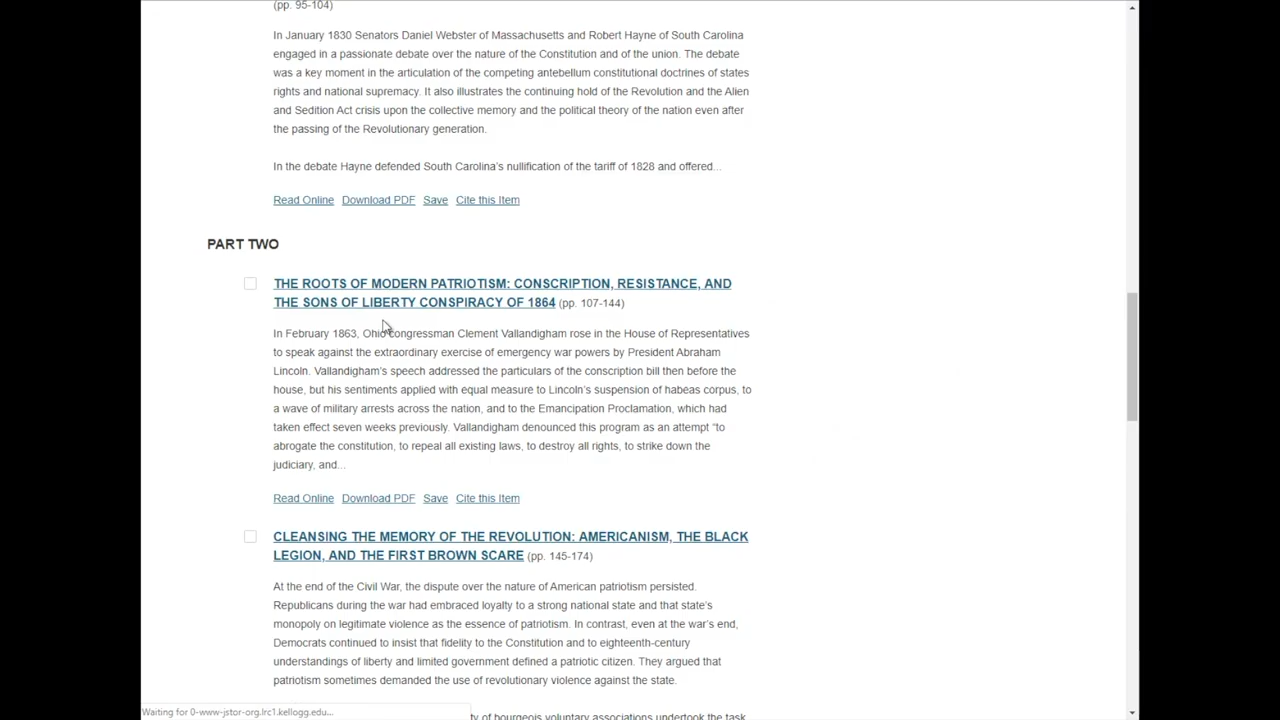 (pp. 95-104)
In January 1830 Senators Daniel Webster of Massachusetts and Robert Hayne of South Carolina
engaged in a passionate debate over the nature of the Constitution and of the union. The debate
was a key moment in the articulation of the competing antebellum constitutional doctrines of states
rights and national supremacy. It also illustrates the continuing hold of the Revolution and the Alien
and Sedition Act crisis upon the collective memory and the political theory of the nation even after
the passing of the Revolutionary generation.
In the debate Hayne defended South Carolina's nullification of the tariff of 1828 and offered...
Read Online Download PDF Save Cite this Item
PART TWO
THE ROOTS OF MODERN PATRIOTISM: CONSCRIPTION, RESISTANCE, AND
THE SONS OF LIBERTY CONSPIRACY OF 1864 (pp. 107-144)
In February 1863, Ohio congressman Clement Vallandigham rose in the House of Representatives
to speak against the extraordinary exercise of emergency war powers by President Abraham
Lincoln. Vallandigham's speech addressed the particulars of the conscription bill then before the
house, but his sentiments applied with equal measure to Lincoln's suspension of habeas corpus, to
a wave of military arrests across the nation, and to the Emancipation Proclamation, which had
taken effect seven weeks previously. Vallandigham denounced this program as an attempt “to
abrogate the constitution, to repeal all existing laws, to destroy all rights, to strike down the
judiciary, and...
Read Online Download PDF Save Cite this Item
CLEANSING THE MEMORY OF THE REVOLUTION: AMERICANISM, THE BLACK
LEGION, AND THE FIRST BROWN SCARE (pp. 145-174)
At the end of the Civil War, the dispute over the nature of American patriotism persisted.
Republicans during the war had embraced loyalty to a strong national state and that state's
monopoly on legitimate violence as the essence of patriotism. In contrast, even at the war's end,
Democrats continued to insist that fidelity to the Constitution and to eighteenth-century
understandings of liberty and limited government defined a patriotic citizen. They argued that
patriotism sometimes demanded the use of revolutionary violence against the state.
Waiting for 0-www-jstor-org.lrc1.kellogg.edu...
of bourgeois voluntary associations undertook the task